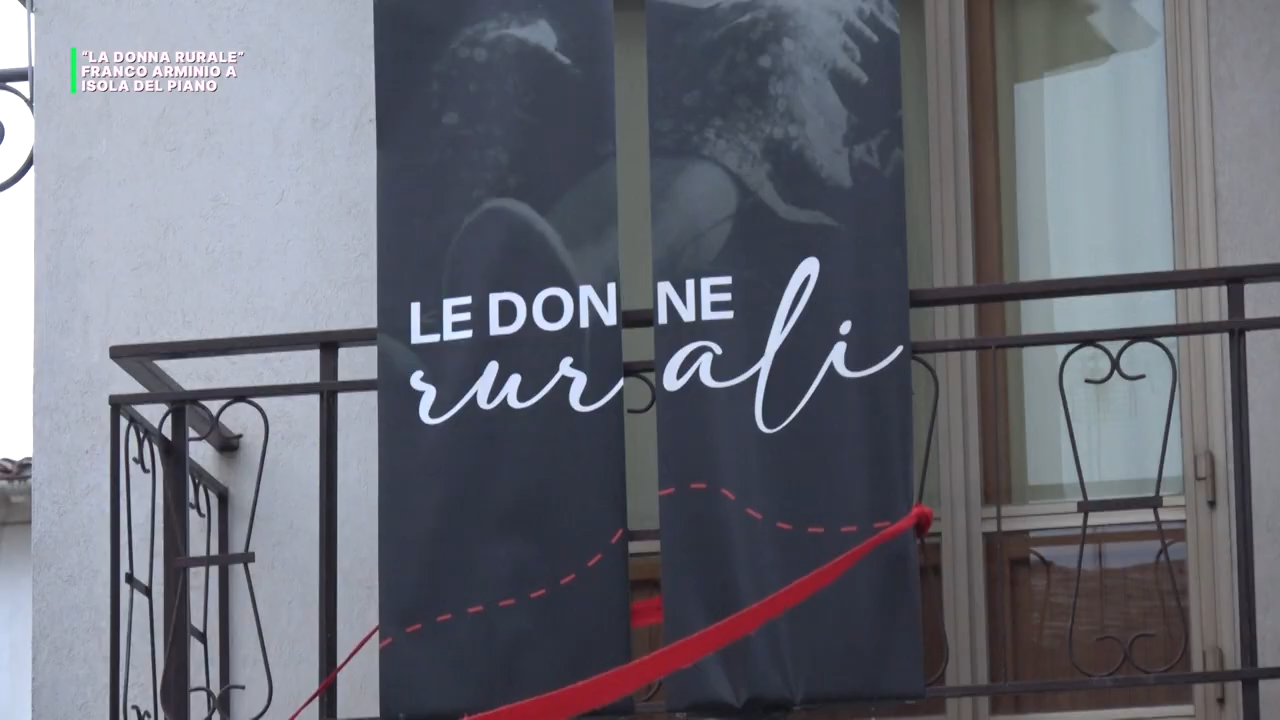 "LA DONNA RURALE"
FRANCO ARMINIO A
ISOLA DEL PIANO
LE DONNE
rurali